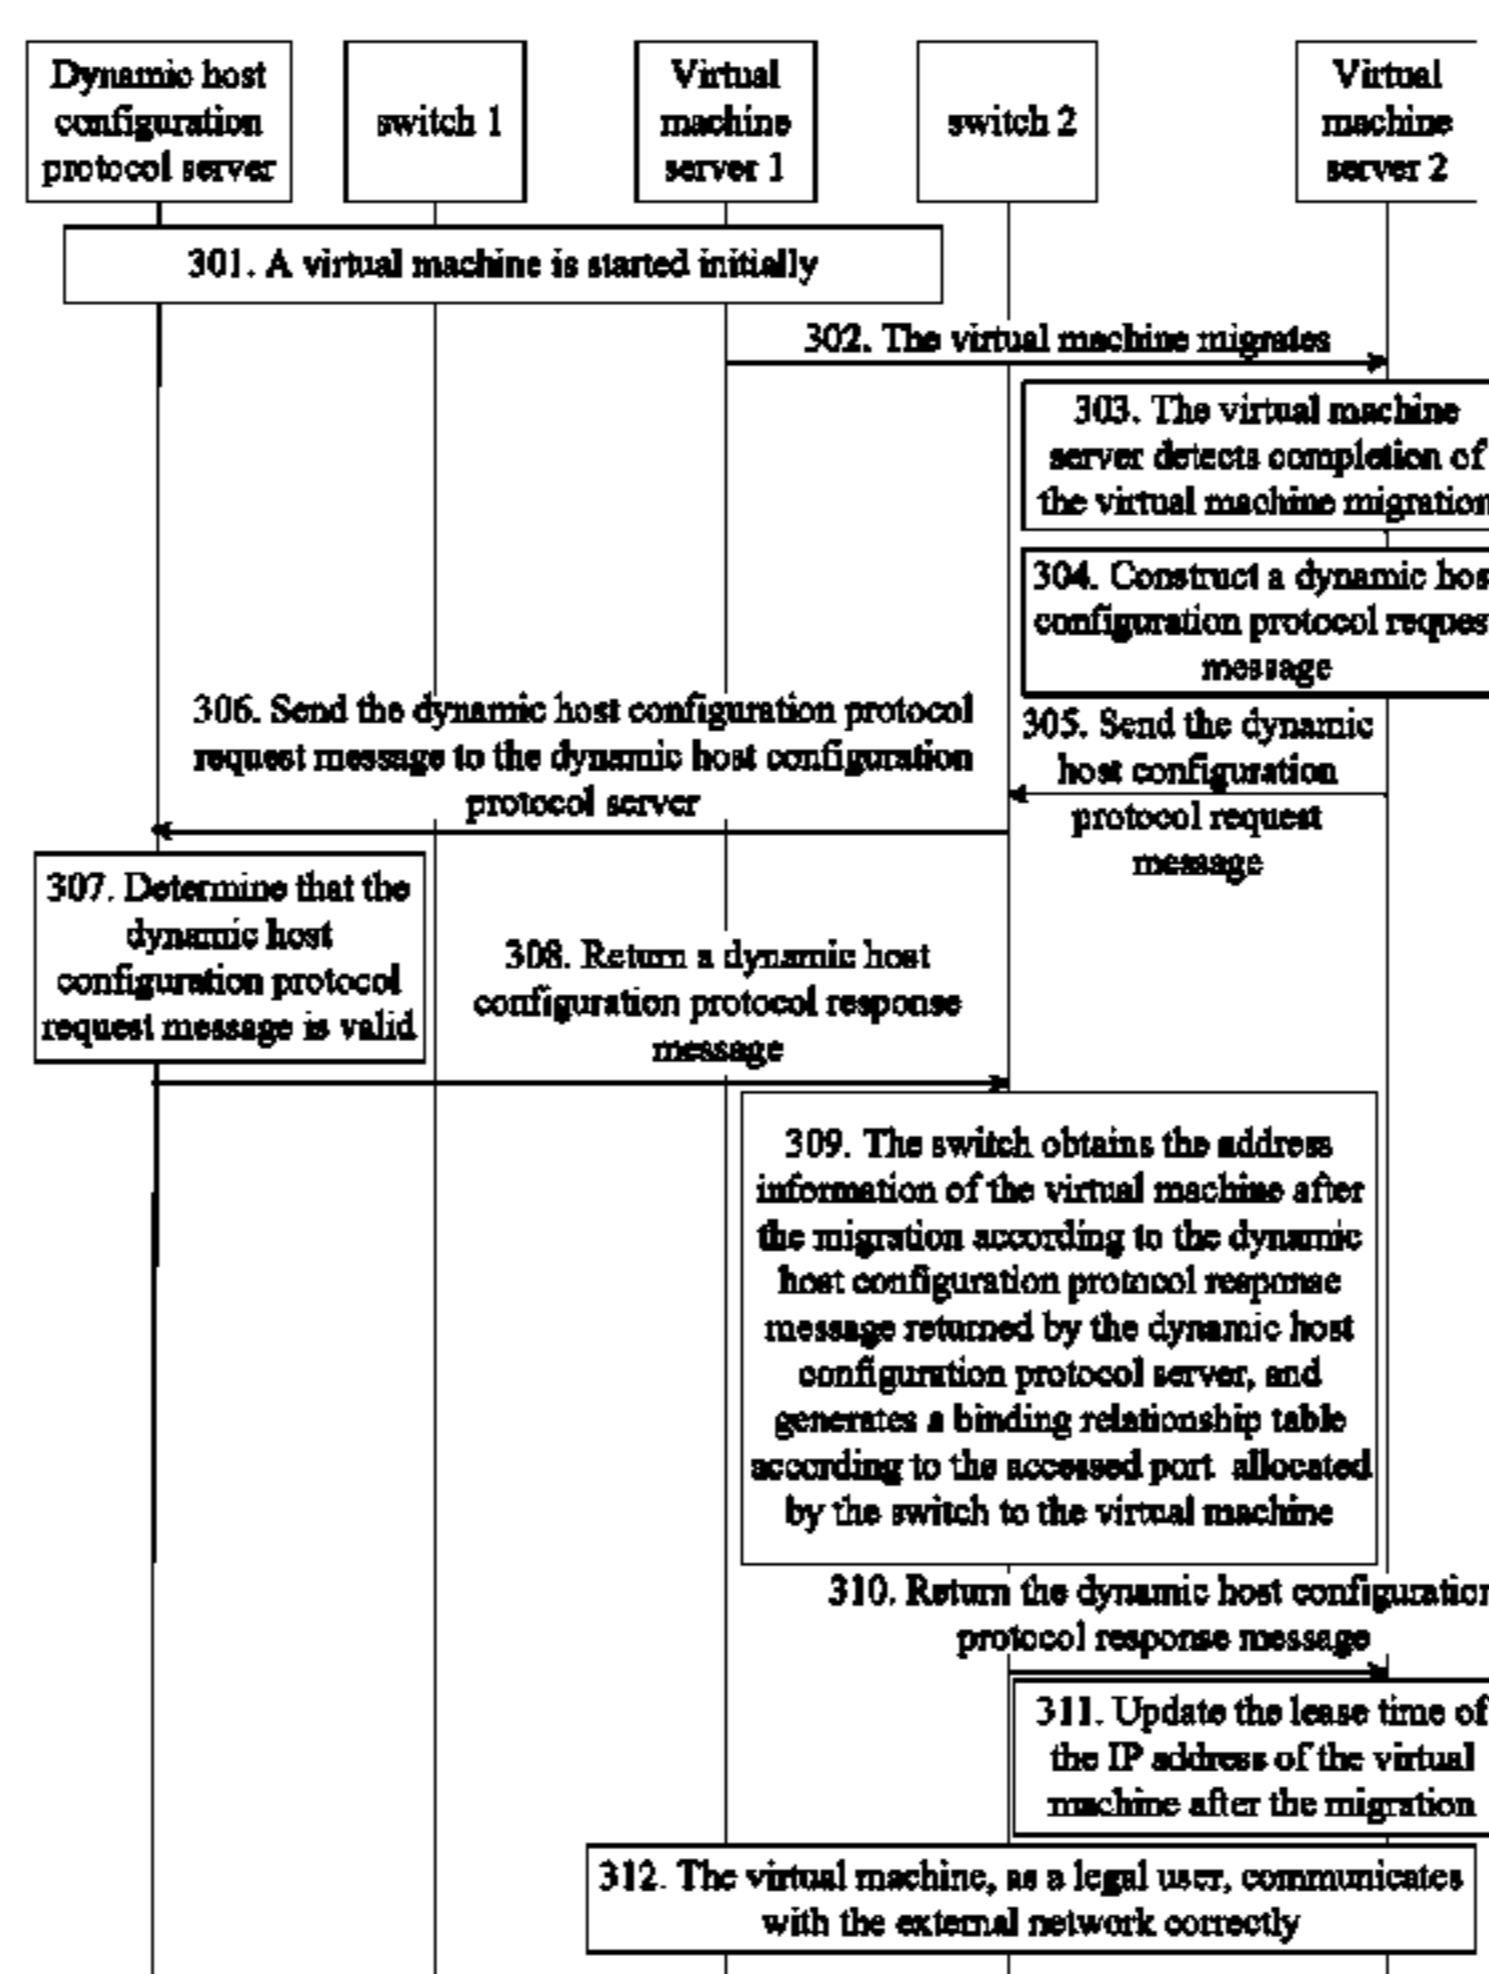 Dynamic host
configuration
protocol server
switch 1
Virtual
machine
server 1
switch 2
Virtual
machine
server 2
301. A virtual machine is started initially
302. The virtual machine migrates
303. The virtual machine
server detects completion of
the virtual machine migration
304. Construct a dynamic hos
configuration protocol reques
message
306. Send the dynamic host configuration protocol
request message to the dynamic host configuration
protocol server
305. Send the dynamic
host configuration
protocol request
message
307. Determine that the
dynamic host
configuration protocol
request message is valid
308. Return a dynamic host
configuration protocol response
message
309. The switch obtains the address
information of the virtual machine after
the migration according to the dynamic
host configuration protocol response
message returned by the dynamic host
configuration protocol server, and
generates a binding relationship table
according to the accessed port allocated
by the switch to the virtual machine
310. Return the dynamic host configuration
protocol response message
311. Update the lease time of
the IP address of the virtual
machine after the migration
312. The virtual machine, as a legal user, communicates
with the external network correctly